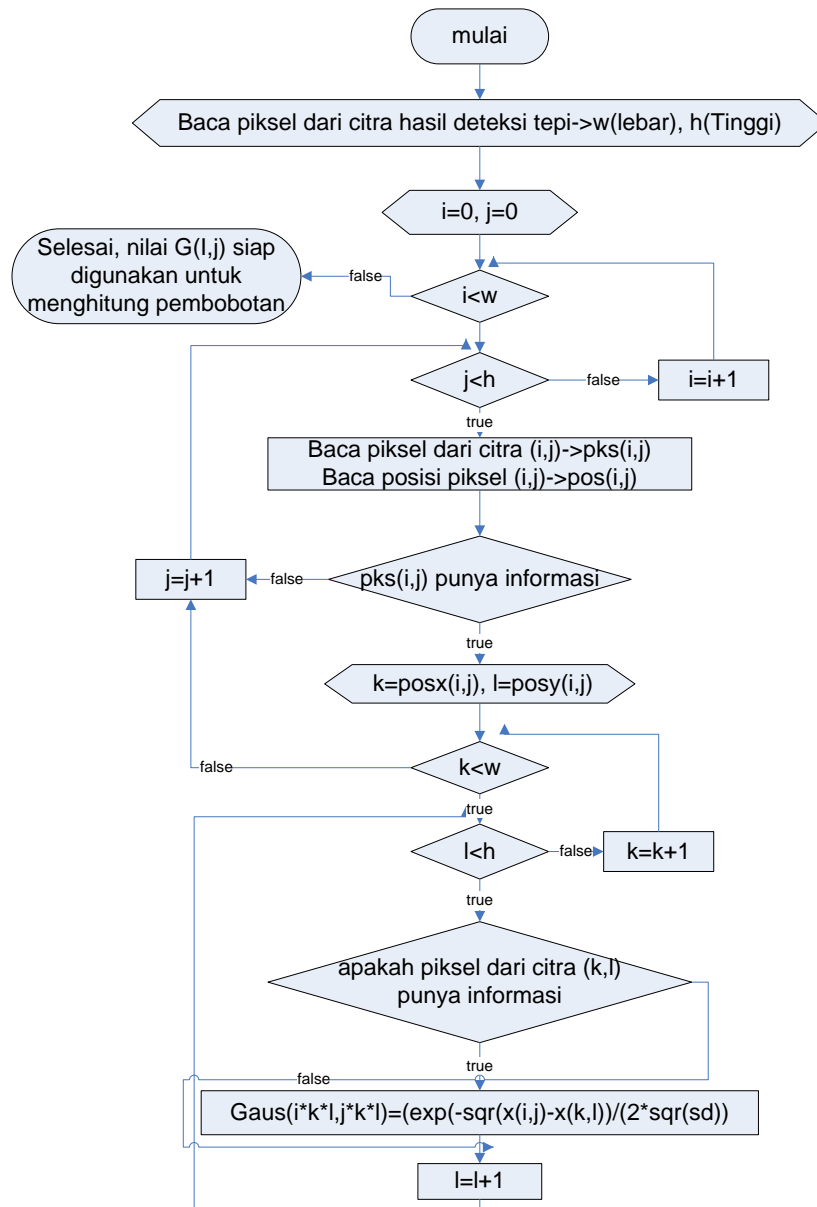 mulai
Baca piksel dari citra hasil deteksi tepi->w(lebar), h(Tinggi)
i=0, j=0
Selesai, nilai G(I,j) siap
digunakan untuk
menghitung pembobotan
false
i<w
j<h
false
i=i+1
true
Baca piksel dari citra (i,j)->pks(i,j)
Baca posisi piksel (i,j)->pos(i,j)
j=j+1
false
pks(i,j) punya informasi
true
k=posx(i,j), l=posy(i,j)
false
k<w
true
l<h
false
k=k+1
true
apakah piksel dari citra (k,l)
punya informasi
true
false
Gaus(i*k*l,j*k*l)=(exp(-sqr(x(i,j)-x(k,l))/(2*sqr(sd))
l=l+1